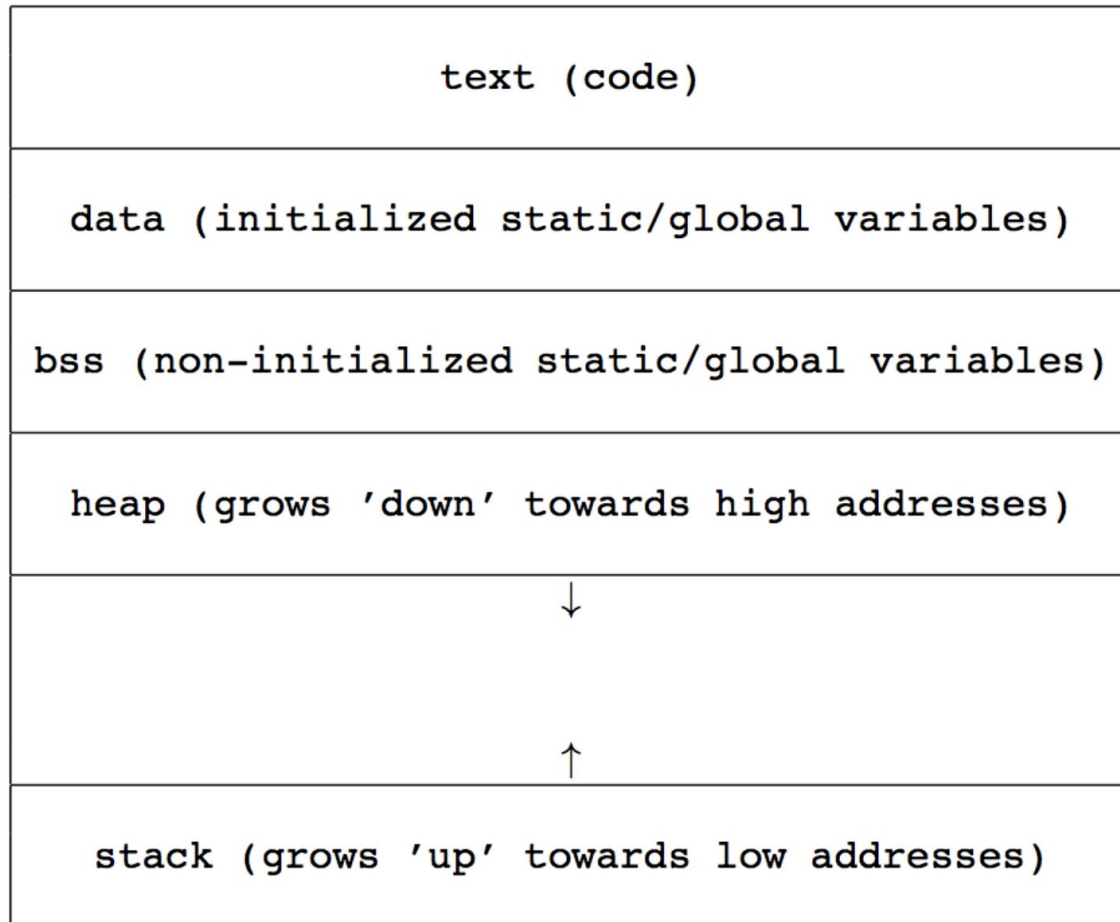 text (code)
data (initialized static/global variables)
bss (non-initialized static/global variables)
heap (grows ’down’ towards high addresses)
↓
↑
stack (grows ’up’ towards low addresses)